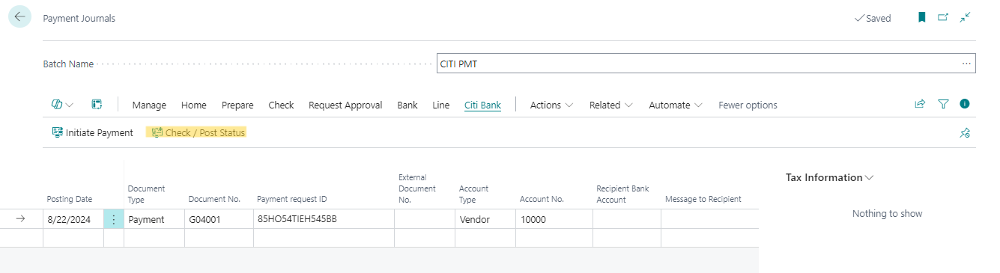 Payment Journals
Saved
Batch Name
CITI PMT
Manage Home Prepare Check Request Approval Bank Line Citi Bank Actions Related Automate Fewer options
Initiate Payment Check / Post Status
Posting Date Document Type Document No. Payment request ID External Document No. Account Type Account No. Recipient Bank Account Message to Recipient
8/22/2024 Payment G04001 85HO54TIEH545BB Vendor 10000
Tax Information
Nothing to show